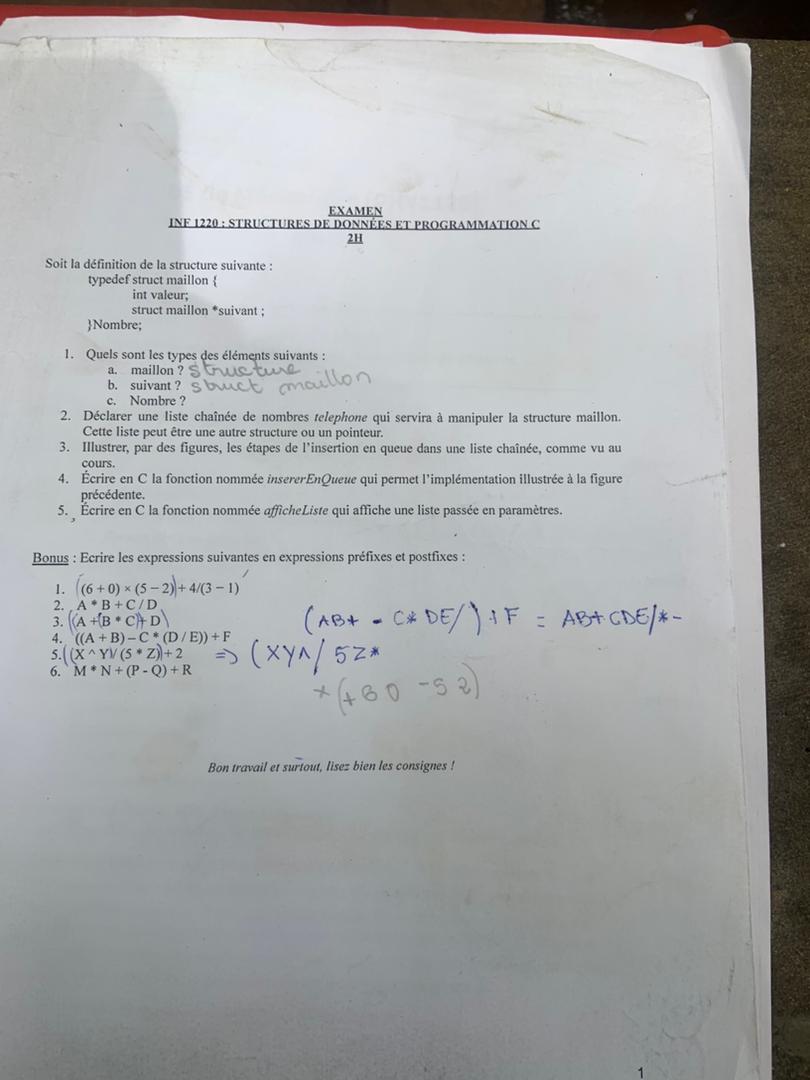 EXAMEN
INF 1220 : STRUCTURES DE DONNÉES ET PROGRAMMATION C
2H
Soit la définition de la structure suivante :
typedef struct maillon {
int valeur;
struct maillon *suivant ;
}Nombre;
1. Quels sont les types des éléments suivants :
a. maillon ? structure
b. suivant ? struct maillon
c. Nombre ?
2. Déclarer une liste chaînée de nombres telephone qui servira à manipuler la structure maillon.
Cette liste peut être une autre structure ou un pointeur.
3. Illustrer, par des figures, les étapes de l'insertion en queue dans une liste chaînée, comme vu au
cours.
4. Écrire en C la fonction nommée insererEnQueue qui permet l'implémentation illustrée à la figure
précédente.
5. Écrire en C la fonction nommée afficheListe qui affiche une liste passée en paramètres.
Bonus : Ecrire les expressions suivantes en expressions préfixes et postfixes :
1. ((6 + 0) × (5 – 2)) + 4/(3 – 1)
2. A * B + C / D
3. ((A +(B * C)+ D)
4. ((A + B) – C * (D / E)) + F (AB+ - C* DE/) + F = AB+ CDE/*-
5. ((X ^ Y)/ (5 * Z)) + 2 => (XY^/ 5Z*
6. M * N + (P - Q) + R
× (+60 -52)
Bon travail et surtout, lisez bien les consignes !
1